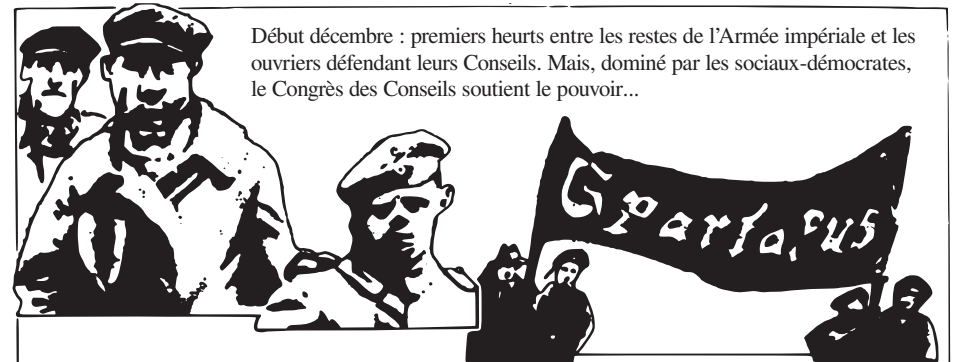 Début décembre : premiers heurts entre les restes de l’Armée impériale et les
ouvriers défendant leurs Conseils. Mais, dominé par les sociaux-démocrates,
le Congrès des Conseils soutient le pouvoir...
Spartacus